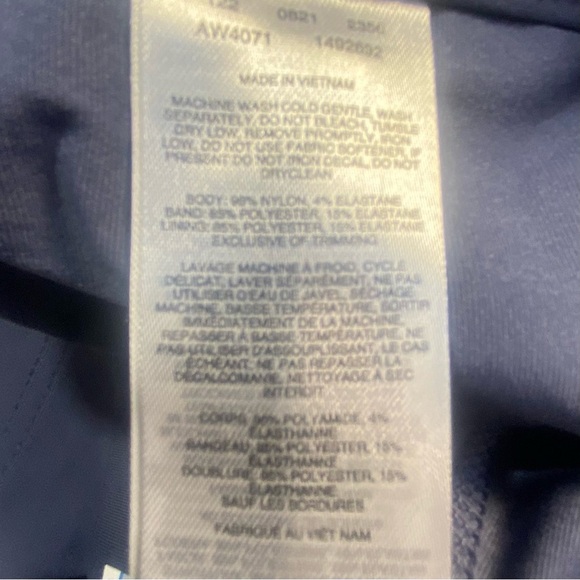 122 0821 2356
AW4071 1492892
MADE IN VIETNAM
MACHINE WASH COLD GENTLE, WASH
SEPARATELY, DO NOT BLEACH, TUMBLE
DRY LOW, REMOVE PROMPTLY, IRON
LOW, DO NOT USE FABRIC SOFTENER, IF
PRESENT DO NOT IRON DECAL, DO NOT
DRYCLEAN
BODY: 96% NYLON, 4% ELASTANE
BAND: 85% POLYESTER, 15% ELASTANE
LINING: 85% POLYESTER, 15% ELASTANE
EXCLUSIVE OF TRIMMING
LAVAGE MACHINE À FROID, CYCLE
DÉLICAT, LAVER SÉPARÉMENT, NE PAS
UTILISER D'EAU DE JAVEL, SÉCHAGE
MACHINE, BASSE TEMPÉRATURE, SORTIR
IMMÉDIATEMENT DE LA MACHINE,
REPASSER À BASSE TEMPÉRATURE, NE
PAS UTILISER D'ASSOUPLISSANT, LE CAS
ÉCHÉANT, NE PAS REPASSER LA
DÉCALCOMANIE, NETTOYAGE À SEC
INTERDIT
CORPS: 96% POLYAMIDE, 4%
ÉLASTHANNE
BANDEAU: 85% POLYESTER, 15%
ÉLASTHANNE
DOUBLURE: 85% POLYESTER, 15%
ÉLASTHANNE
SAUF LES BORDURES
FABRIQUÉ AU VIÊT NAM